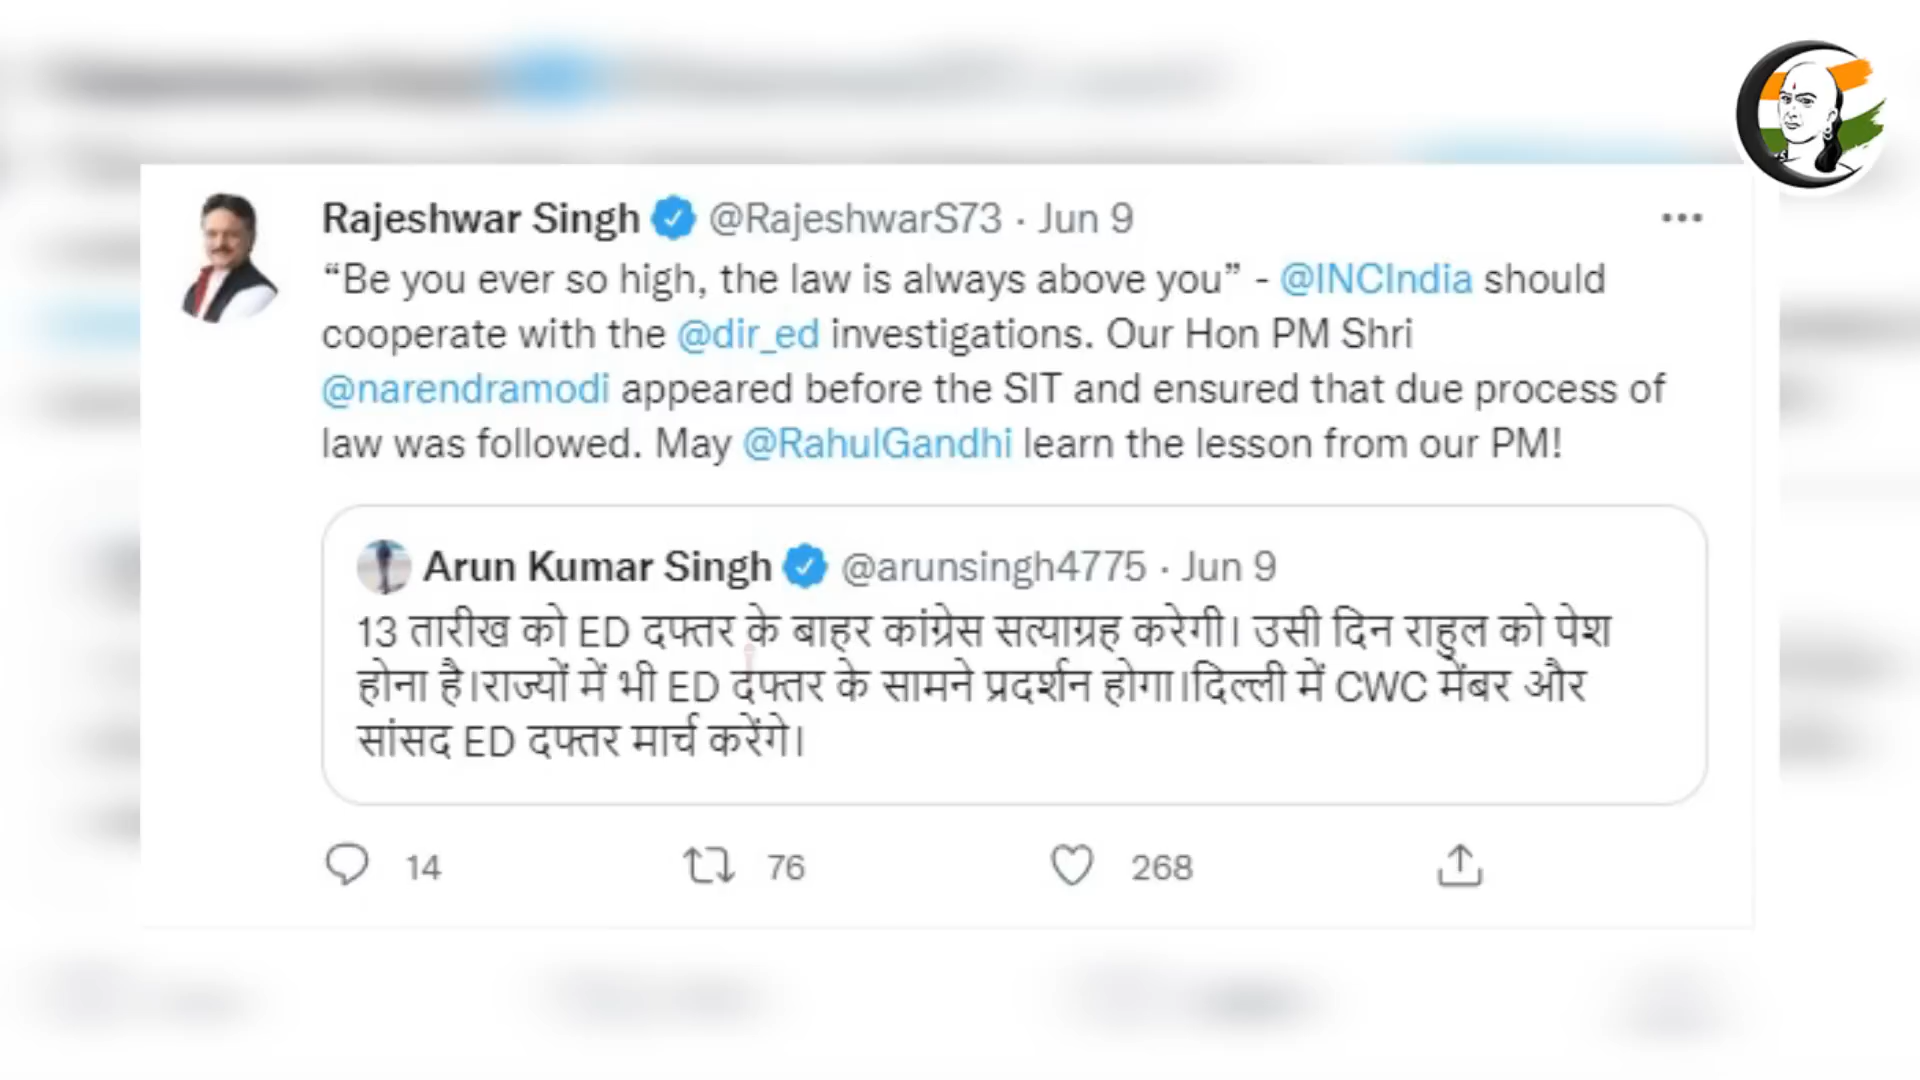 Rajeshwar Singh @RajeshwarS73 · Jun 9
“Be you ever so high, the law is always above you” - @INCIndia should
cooperate with the @dir_ed investigations. Our Hon PM Shri
@narendramodi appeared before the SIT and ensured that due process of
law was followed. May @RahulGandhi learn the lesson from our PM!
Arun Kumar Singh @arunsingh4775 · Jun 9
13 तारीख को ED दफ्तर के बाहर कांग्रेस सत्याग्रह करेगी। उसी दिन राहुल को पेश
होना है।राज्यों में भी ED दफ्तर के सामने प्रदर्शन होगा।दिल्ली में CWC मेंबर और
सांसद ED दफ्तर मार्च करेंगे।
14 76 268